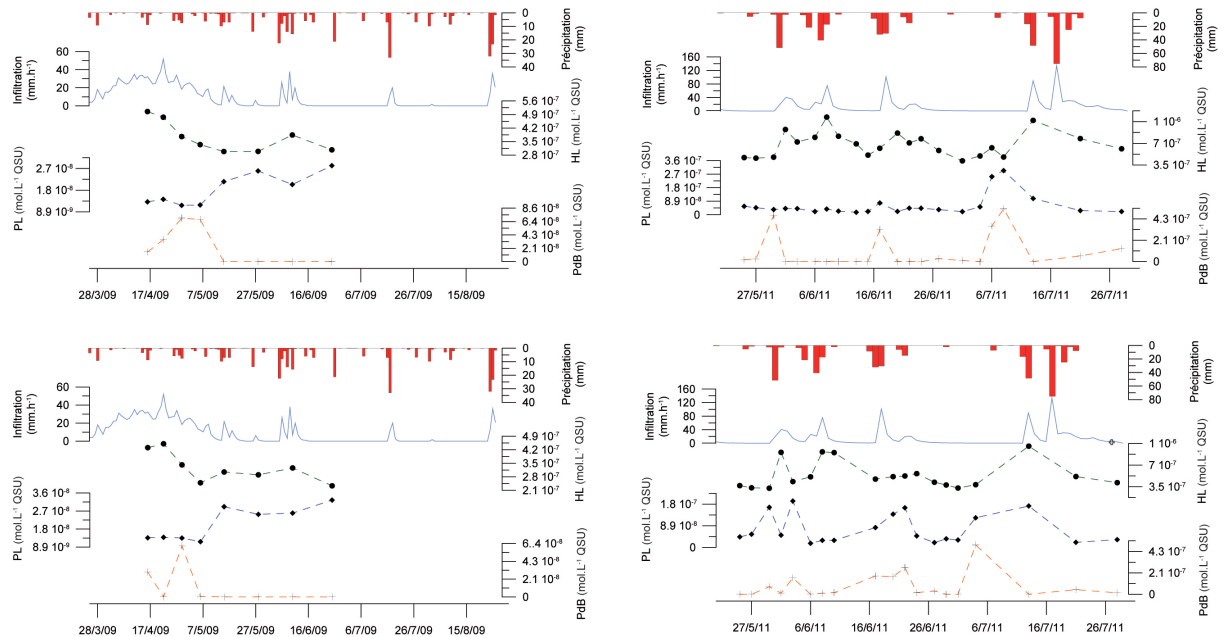 0
10
20
30
40
Précipitation
(mm)
60
40
20
0
Infiltration
(mm.h⁻¹)
5.6 10⁻⁷
4.9 10⁻⁷
4.2 10⁻⁷
3.5 10⁻⁷
2.8 10⁻⁷
HL (mol.L⁻¹ QSU)
2.7 10⁻⁸
1.8 10⁻⁸
8.9 10⁻⁹
PL (mol.L⁻¹ QSU)
8.6 10⁻⁸
6.4 10⁻⁸
4.3 10⁻⁸
2.1 10⁻⁸
0
PdB (mol.L⁻¹ QSU)
28/3/09 17/4/09 7/5/09 27/5/09 16/6/09 6/7/09 26/7/09 15/8/09
0
20
40
60
80
Précipitation
(mm)
160
120
80
40
0
Infiltration
(mm.h⁻¹)
1 10⁻⁶
7 10⁻⁷
3.5 10⁻⁷
HL (mol.L⁻¹ QSU)
3.6 10⁻⁷
2.7 10⁻⁷
1.8 10⁻⁷
8.9 10⁻⁸
0
PL (mol.L⁻¹ QSU)
4.3 10⁻⁷
2.1 10⁻⁷
0
PdB (mol.L⁻¹ QSU)
27/5/11 6/6/11 16/6/11 26/6/11 6/7/11 16/7/11 26/7/11
0
10
20
30
40
Précipitation
(mm)
60
40
20
0
Infiltration
(mm.h⁻¹)
4.9 10⁻⁷
4.2 10⁻⁷
3.5 10⁻⁷
2.8 10⁻⁷
2.1 10⁻⁷
HL (mol.L⁻¹ QSU)
3.6 10⁻⁸
2.7 10⁻⁸
1.8 10⁻⁸
8.9 10⁻⁹
PL (mol.L⁻¹ QSU)
6.4 10⁻⁸
4.3 10⁻⁸
2.1 10⁻⁸
0
PdB (mol.L⁻¹ QSU)
28/3/09 17/4/09 7/5/09 27/5/09 16/6/09 6/7/09 26/7/09 15/8/09
0
20
40
60
80
Précipitation
(mm)
160
120
80
40
0
Infiltration
(mm.h⁻¹)
1 10⁻⁶
7 10⁻⁷
3.5 10⁻⁷
HL (mol.L⁻¹ QSU)
1.8 10⁻⁷
8.9 10⁻⁸
0
PL (mol.L⁻¹ QSU)
4.3 10⁻⁷
2.1 10⁻⁷
0
PdB (mol.L⁻¹ QSU)
27/5/11 6/6/11 16/6/11 26/6/11 6/7/11 16/7/11 26/7/11